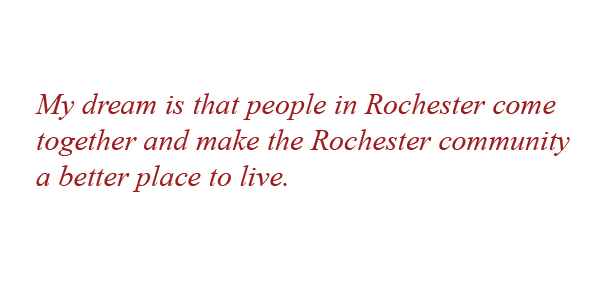 My dream is that people in Rochester come
together and make the Rochester community
a better place to live.